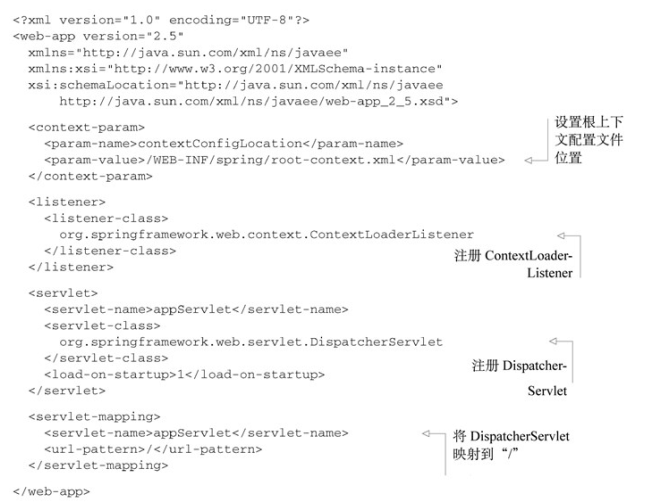 <?xml version="1.0" encoding="UTF-8"?>
<web-app version="2.5"
xmlns="http://java.sun.com/xml/ns/javaee"
xmlns:xsi="http://www.w3.org/2001/XMLSchema-instance"
xsi:schemaLocation="http://java.sun.com/xml/ns/javaee
http://java.sun.com/xml/ns/javaee/web-app_2_5.xsd">
<context-param>
<param-name>contextConfigLocation</param-name>
<param-value>/WEB-INF/spring/root-context.xml</param-value>
</context-param>
设置根上下
文配置文件
位置
<listener>
<listener-class>
org.springframework.web.context.ContextLoaderListener
</listener-class>
</listener>
注册 ContextLoader-
Listener
<servlet>
<servlet-name>appServlet</servlet-name>
<servlet-class>
org.springframework.web.servlet.DispatcherServlet
</servlet-class>
<load-on-startup>1</load-on-startup>
</servlet>
注册 Dispatcher-
Servlet
<servlet-mapping>
<servlet-name>appServlet</servlet-name>
<url-pattern>/</url-pattern>
</servlet-mapping>
将 DispatcherServlet
映射到“/”
</web-app>